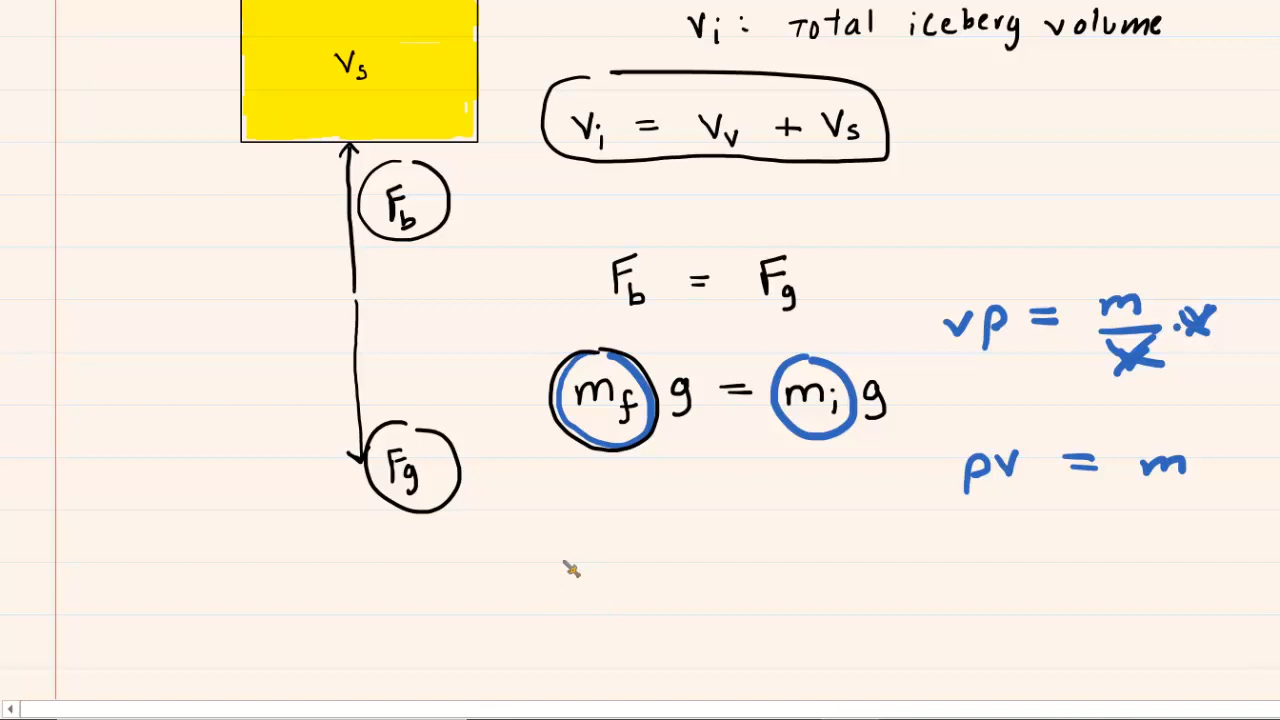 Vi : Total iceberg volume
Vs
Vi = Vv + Vs
Fb
Fb = Fg
vρ = m/v · v
mf g = mi g
Fg
ρv = m